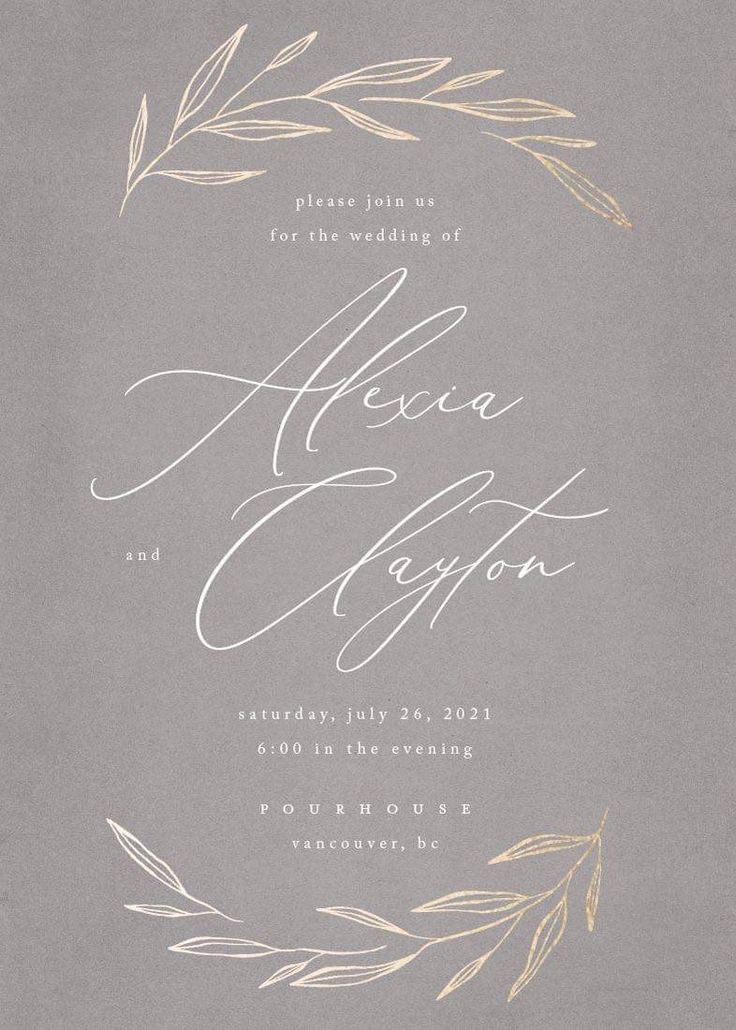 please join us
for the wedding of
Alexia
and
Clayton
saturday, july 26, 2021
6:00 in the evening
POURHOUSE
vancouver, bc